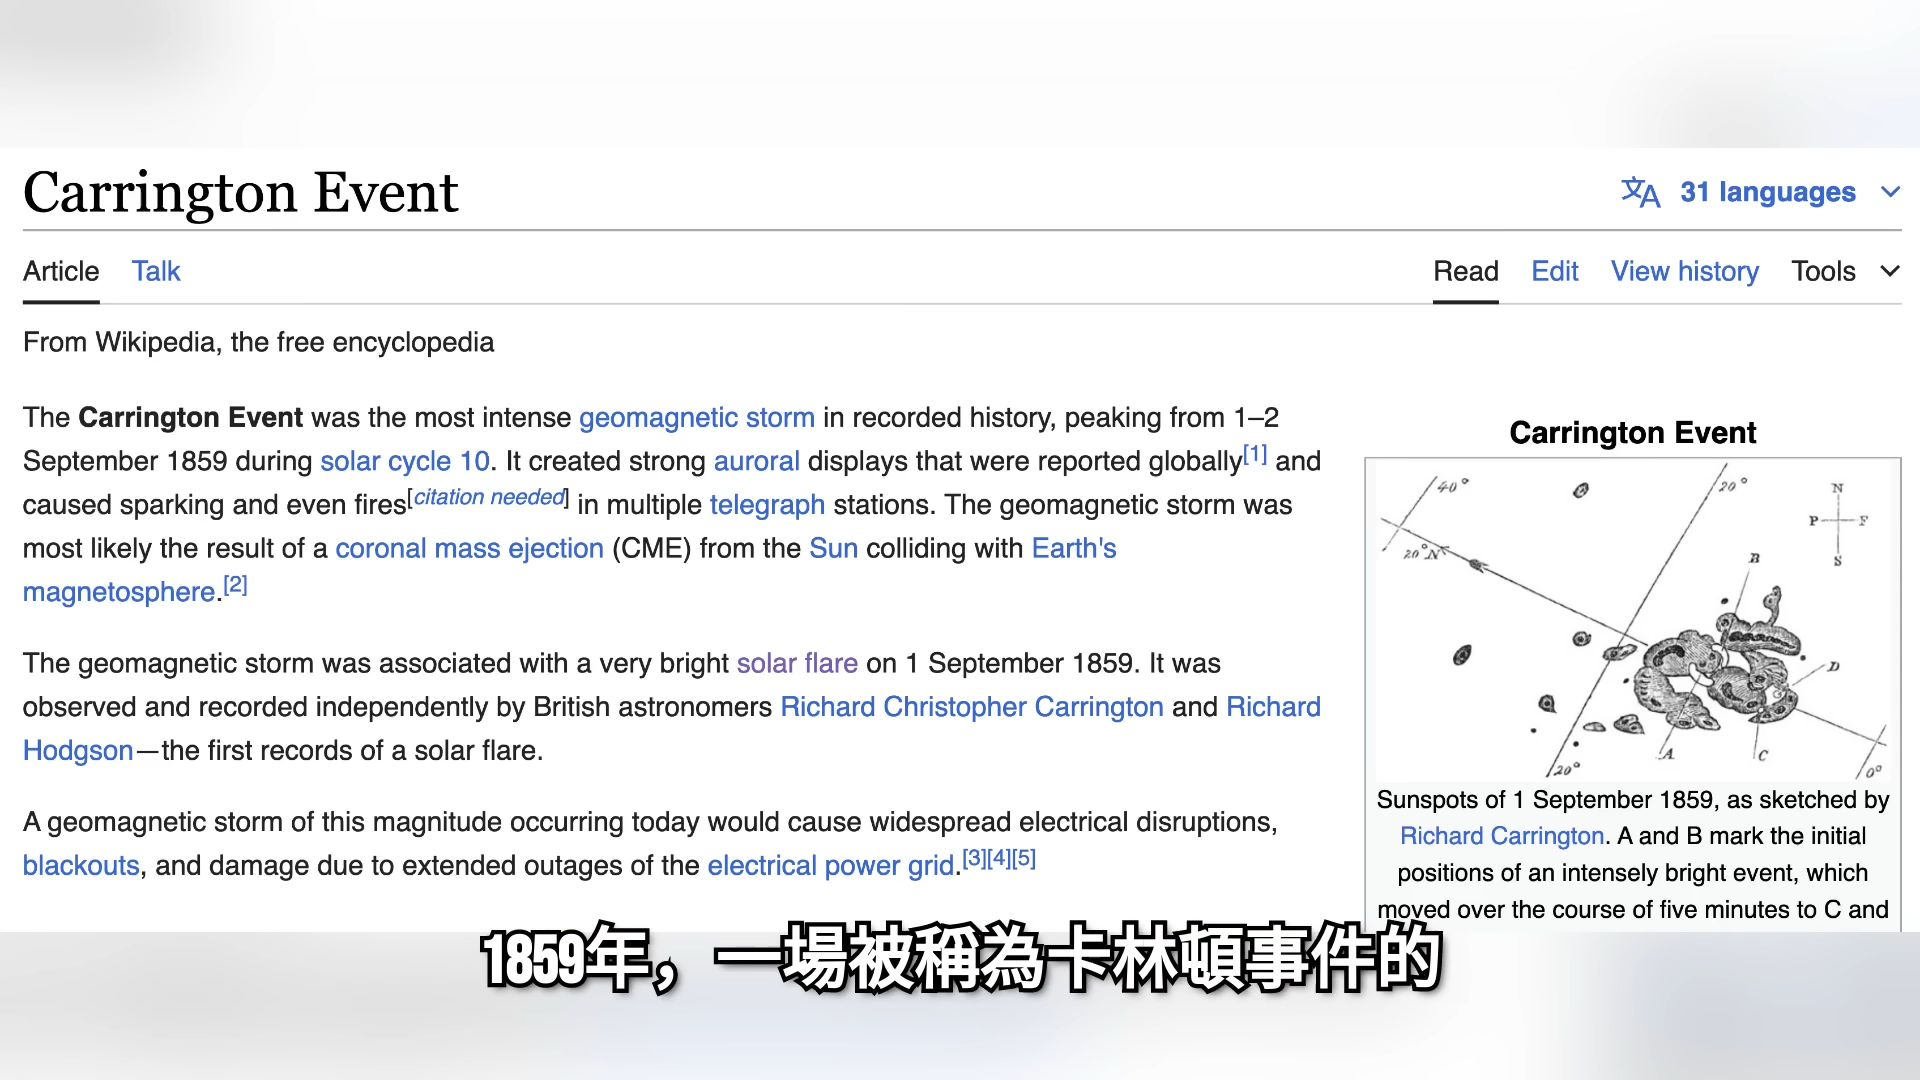 Carrington Event
文A 31 languages
Article Talk
Read Edit View history Tools
From Wikipedia, the free encyclopedia
The Carrington Event was the most intense geomagnetic storm in recorded history, peaking from 1–2
September 1859 during solar cycle 10. It created strong auroral displays that were reported globally[1] and
caused sparking and even fires[citation needed] in multiple telegraph stations. The geomagnetic storm was
most likely the result of a coronal mass ejection (CME) from the Sun colliding with Earth's
magnetosphere.[2]
The geomagnetic storm was associated with a very bright solar flare on 1 September 1859. It was
observed and recorded independently by British astronomers Richard Christopher Carrington and Richard
Hodgson—the first records of a solar flare.
A geomagnetic storm of this magnitude occurring today would cause widespread electrical disruptions,
blackouts, and damage due to extended outages of the electrical power grid.[3][4][5]
Carrington Event
40°
20°
N
P F
20°N
S
B
D
A
C
20°
0°
Sunspots of 1 September 1859, as sketched by
Richard Carrington. A and B mark the initial
positions of an intensely bright event, which
moved over the course of five minutes to C and
1859年，一場被稱為卡林頓事件的